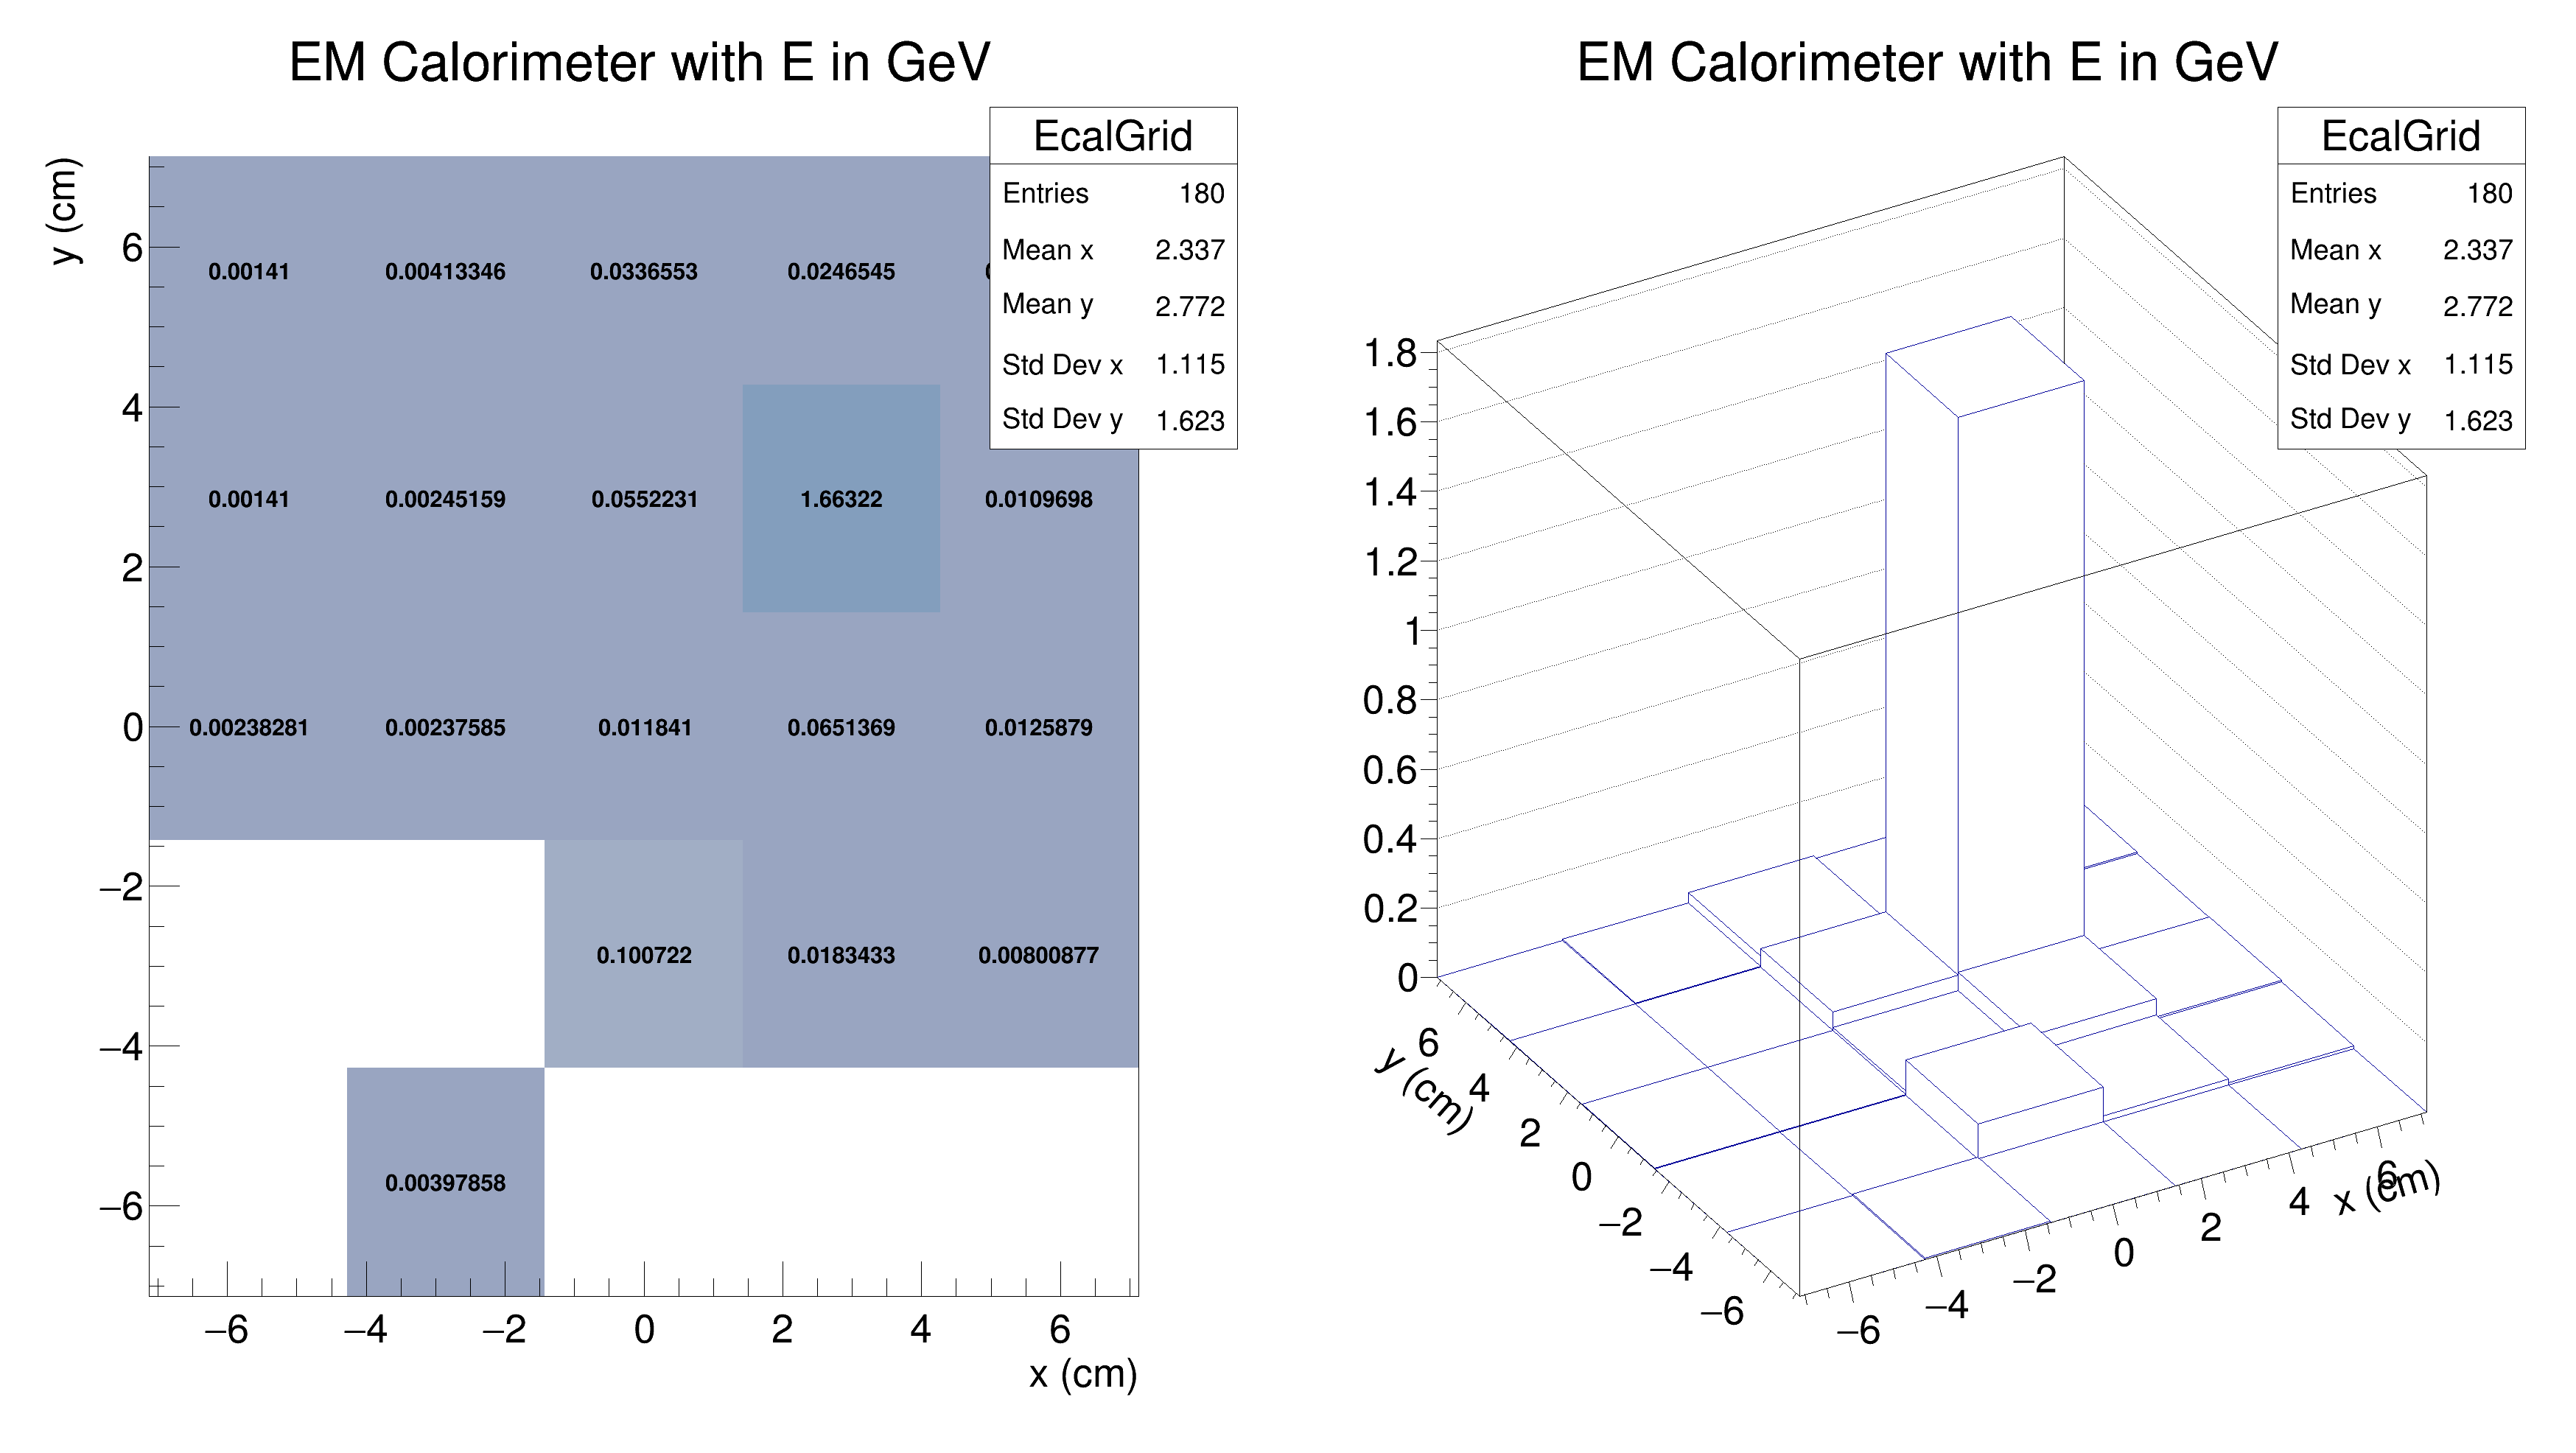 EM Calorimeter with E in GeV
EcalGrid
Entries 180
Mean x 2.337
Mean y 2.772
Std Dev x 1.115
Std Dev y 1.623
y (cm)
6
4
2
0
−2
−4
−6
0.00141 0.00413346 0.0336553 0.0246545
0.00141 0.00245159 0.0552231 1.66322 0.0109698
0.00238281 0.00237585 0.011841 0.0651369 0.0125879
0.100722 0.0183433 0.00800877
0.00397858
−6 −4 −2 0 2 4 6
x (cm)
EM Calorimeter with E in GeV
EcalGrid
Entries 180
Mean x 2.337
Mean y 2.772
Std Dev x 1.115
Std Dev y 1.623
1.8
1.6
1.4
1.2
1
0.8
0.6
0.4
0.2
0
y (cm)
6
4
2
0
−2
−4
−6
−6
−4
−2
0
2
4
6
x (cm)